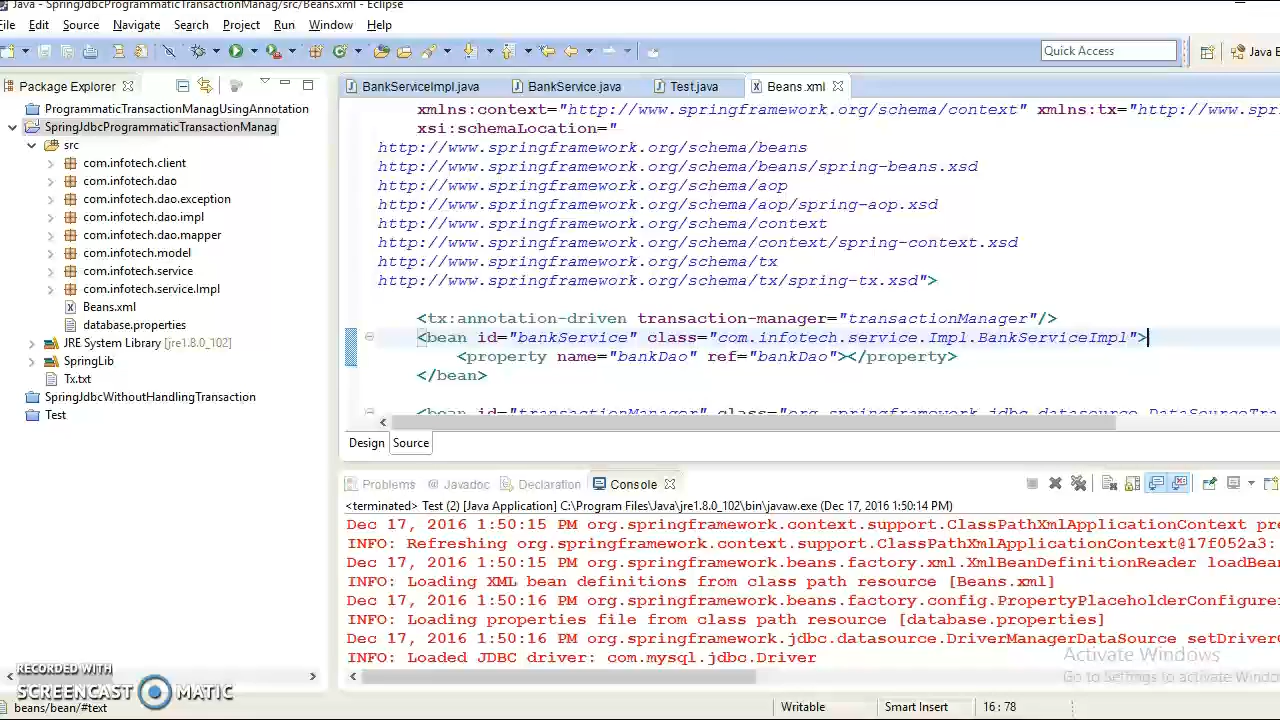 Java - SpringJdbcProgrammaticTransactionManag/src/Beans.xml - Eclipse
File Edit Source Navigate Search Project Run Window Help
Quick Access
Java E
Package Explorer
BankServiceImpl.java BankService.java Test.java Beans.xml
ProgrammaticTransactionManagUsingAnnotation
SpringJdbcProgrammaticTransactionManag
src
com.infotech.client
com.infotech.dao
com.infotech.dao.exception
com.infotech.dao.impl
com.infotech.dao.mapper
com.infotech.model
com.infotech.service
com.infotech.service.Impl
Beans.xml
database.properties
JRE System Library [jre1.8.0_102]
SpringLib
Tx.txt
SpringJdbcWithoutHandlingTransaction
Test
xmlns:context="http://www.springframework.org/schema/context" xmlns:tx="http://www.sp
xsi:schemaLocation="
http://www.springframework.org/schema/beans
http://www.springframework.org/schema/beans/spring-beans.xsd
http://www.springframework.org/schema/aop
http://www.springframework.org/schema/aop/spring-aop.xsd
http://www.springframework.org/schema/context
http://www.springframework.org/schema/context/spring-context.xsd
http://www.springframework.org/schema/tx
http://www.springframework.org/schema/tx/spring-tx.xsd">
<tx:annotation-driven transaction-manager="transactionManager"/>
<bean id="bankService" class="com.infotech.service.Impl.BankServiceImpl">
<property name="bankDao" ref="bankDao"></property>
</bean>
<bean id="transactionManager" class="org.springframework.jdbc.datasource.DataSourceTra
Design Source
Problems Javadoc Declaration Console
<terminated> Test (2) [Java Application] C:\Program Files\Java\jre1.8.0_102\bin\javaw.exe (Dec 17, 2016 1:50:14 PM)
Dec 17, 2016 1:50:15 PM org.springframework.context.support.ClassPathXmlApplicationContext pre
INFO: Refreshing org.springframework.context.support.ClassPathXmlApplicationContext@17f052a3:
Dec 17, 2016 1:50:15 PM org.springframework.beans.factory.xml.XmlBeanDefinitionReader loadBean
INFO: Loading XML bean definitions from class path resource [Beans.xml]
Dec 17, 2016 1:50:16 PM org.springframework.beans.factory.config.PropertyPlaceholderConfigurer
INFO: Loading properties file from class path resource [database.properties]
Dec 17, 2016 1:50:16 PM org.springframework.jdbc.datasource.DriverManagerDataSource setDriverC
INFO: Loaded JDBC driver: com.mysql.jdbc.Driver
Activate Windows
Go to Settings to activate Windows
RECORDED WITH
SCREENCAST MATIC
beans/bean/#text
Writable Smart Insert 16 : 78